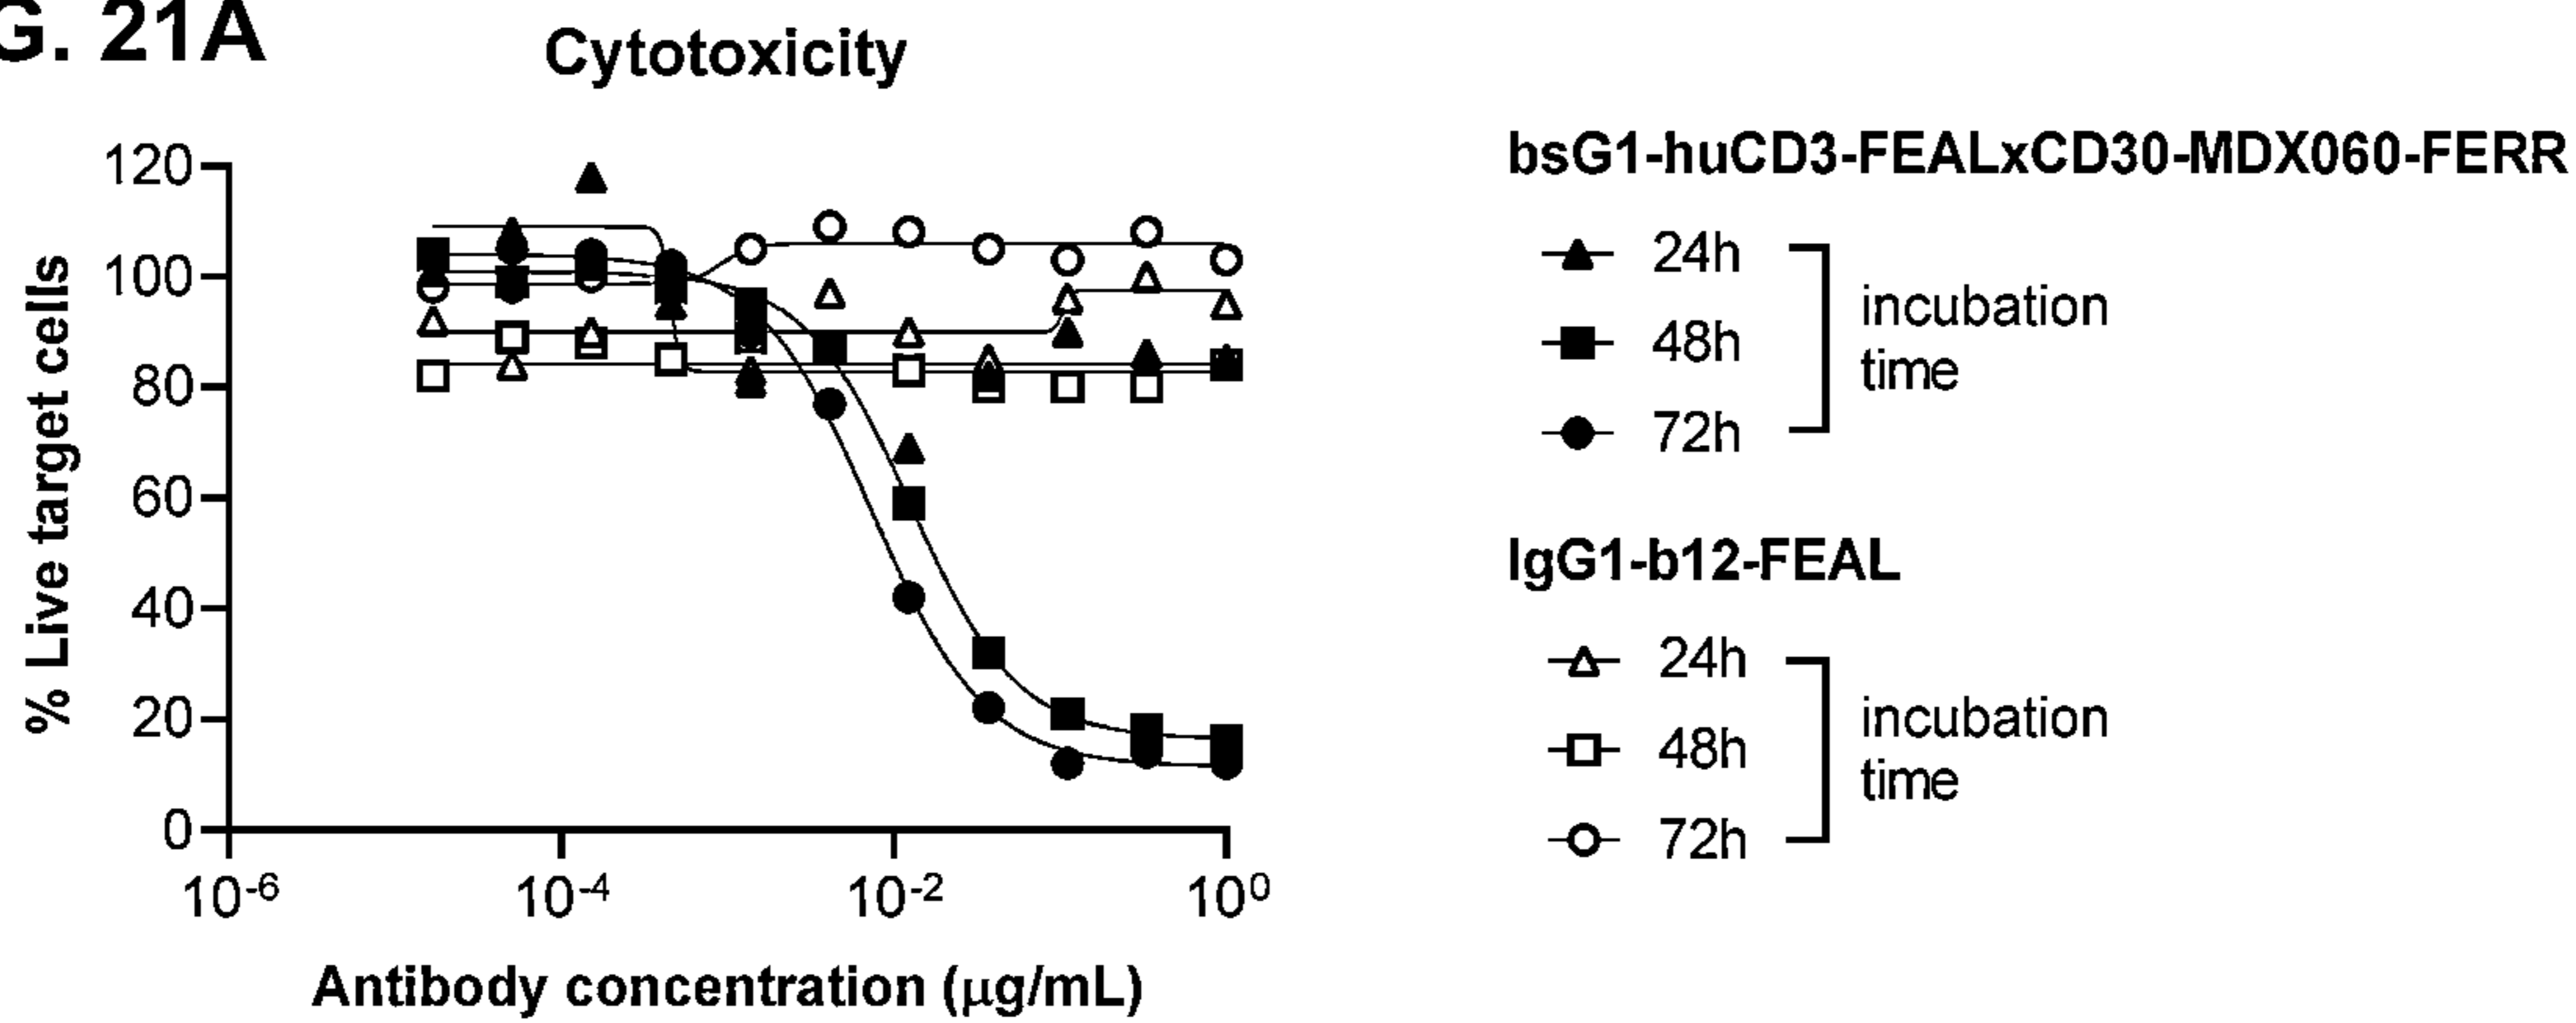 G. 21A
Cytotoxicity
% Live target cells
120
100
80
60
40
20
0
10⁻⁶
10⁻⁴
10⁻²
10⁰
Antibody concentration (µg/mL)
bsG1-huCD3-FEALxCD30-MDX060-FERR
24h
48h
72h
incubation
time
IgG1-b12-FEAL
24h
48h
72h
incubation
time